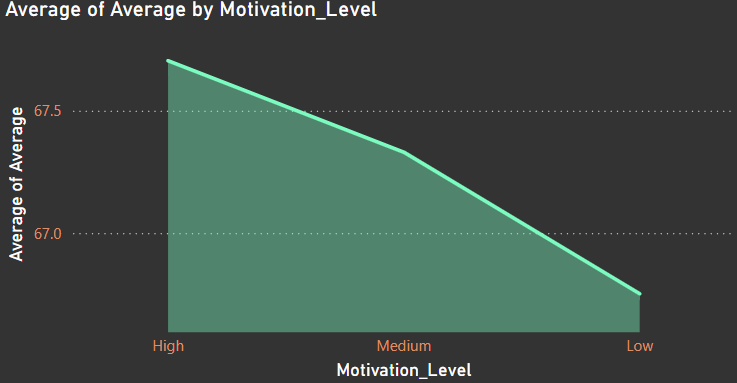 Average of Average by Motivation_Level
Average of Average
67.5
67.0
High Medium Low
Motivation_Level